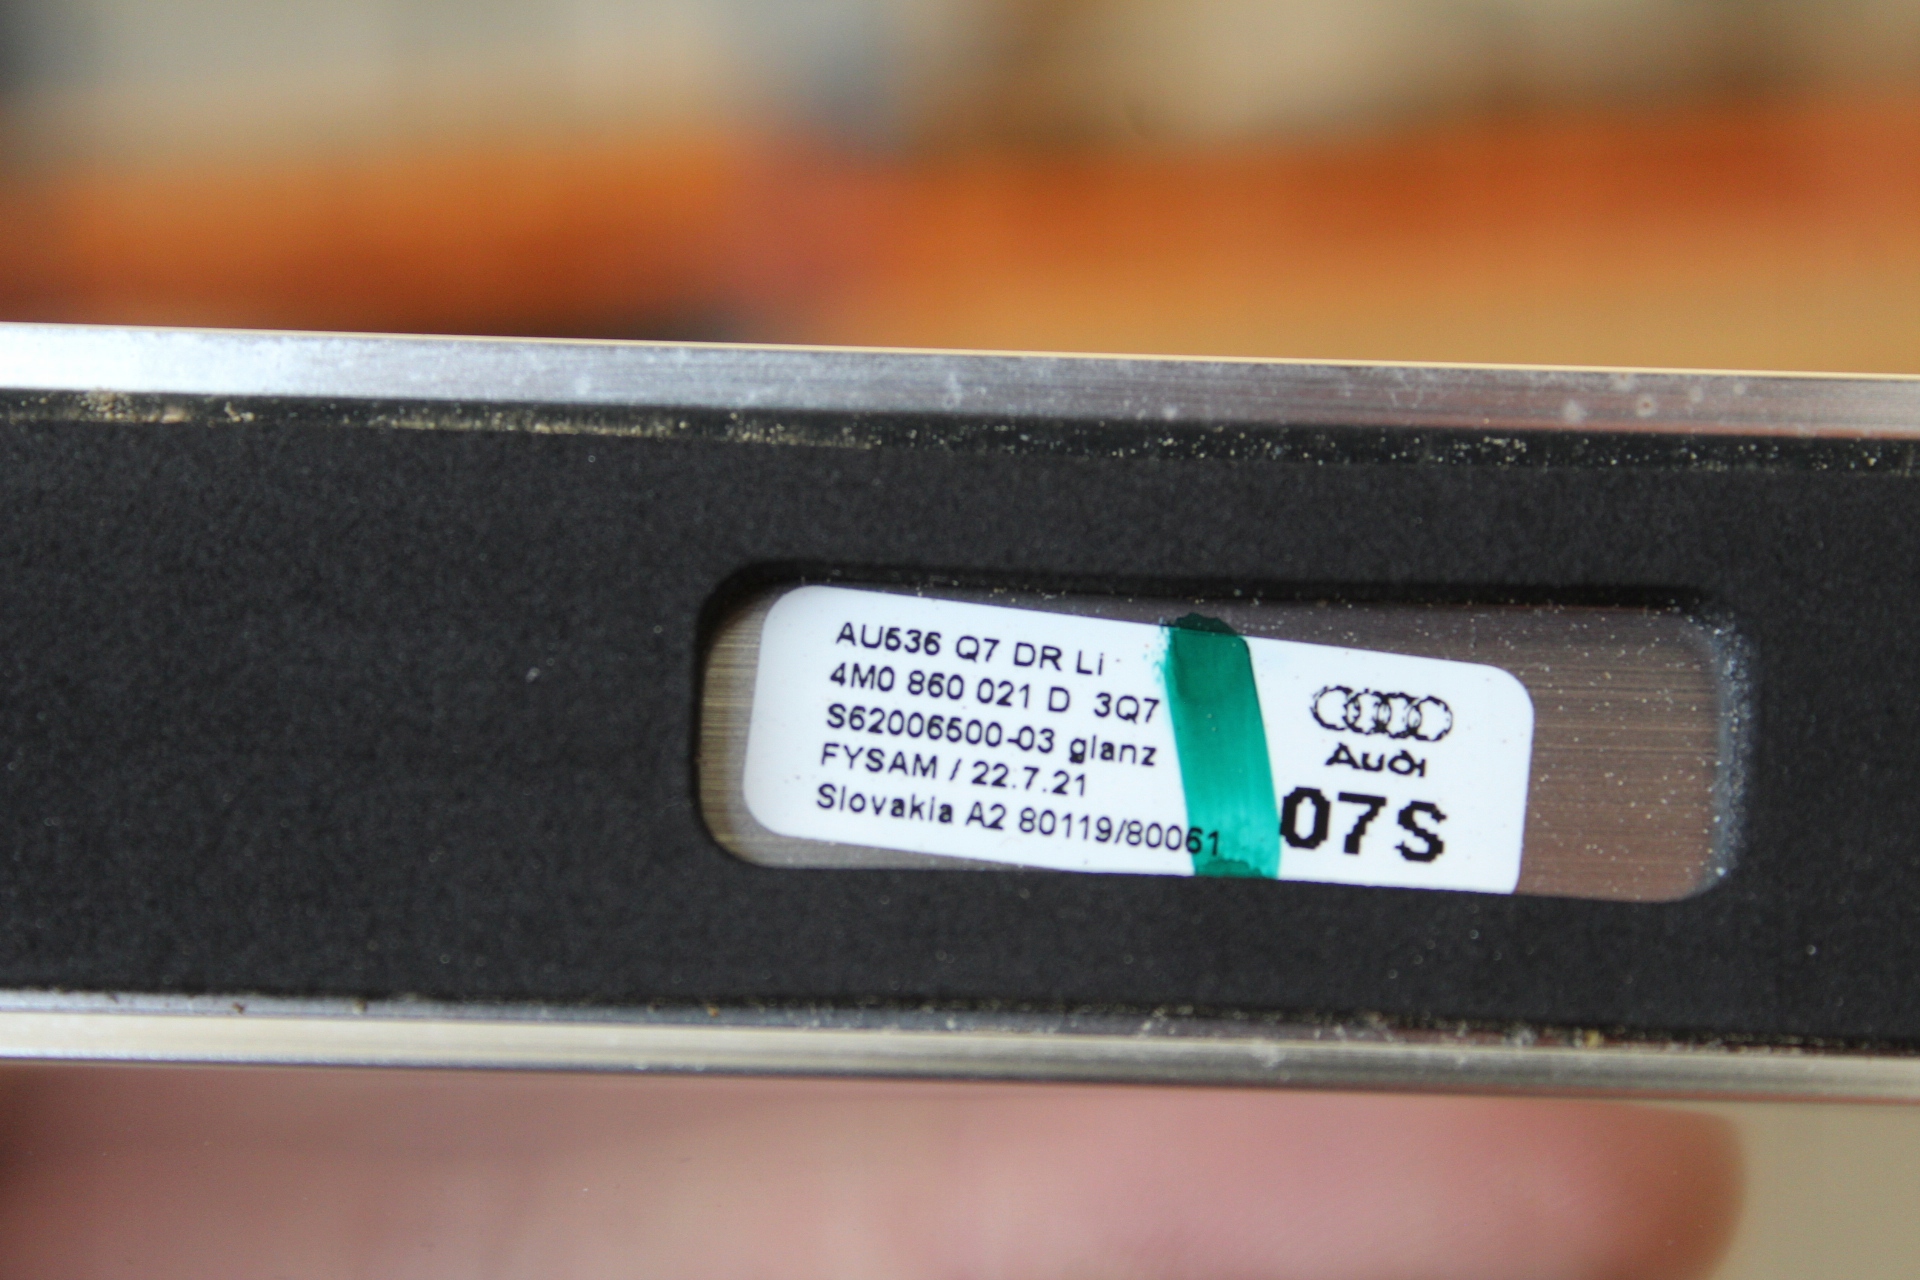 AU536 Q7 DR Li
4M0 860 021 D 3Q7
S62006500-03 glanz
FYSAM / 22.7.21
Slovakia A2 80119/80061
Audi
07S